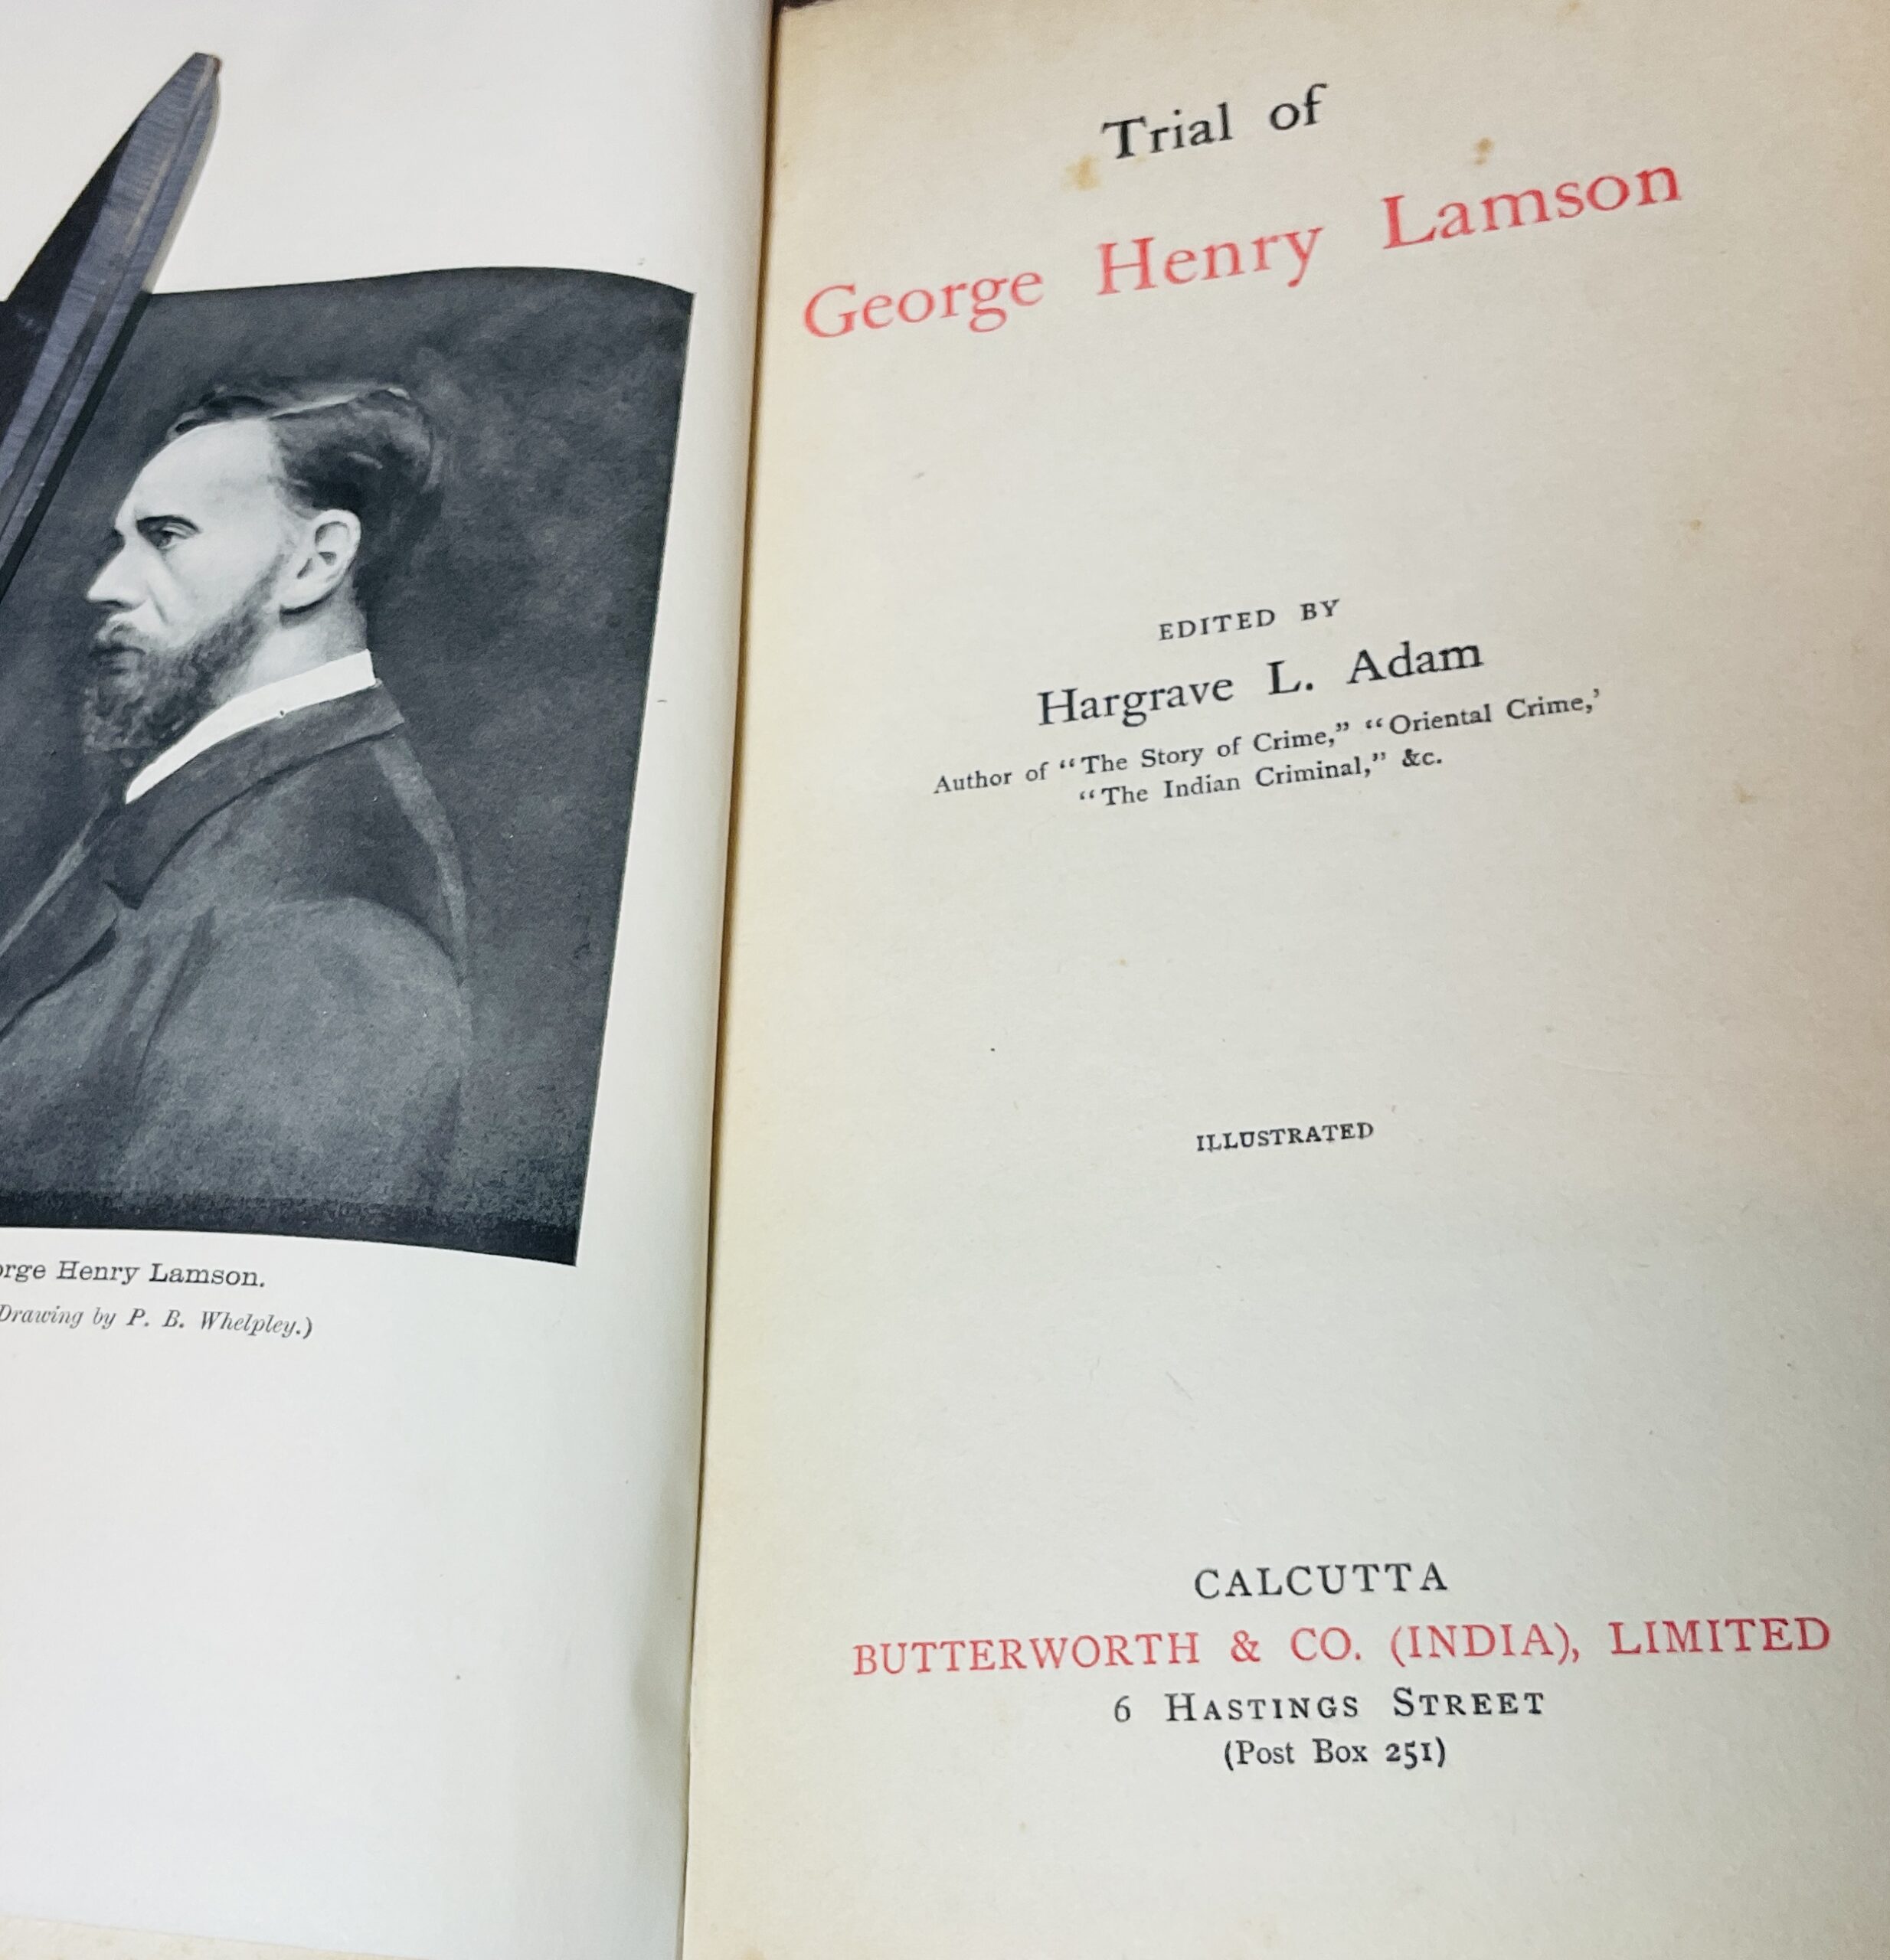 orge Henry Lamson.
Drawing by P. B. Whelpley.)
Trial of
George Henry Lamson
EDITED BY
Hargrave L. Adam
Author of “The Story of Crime,” “Oriental Crime,’
“The Indian Criminal,” &c.
ILLUSTRATED
CALCUTTA
BUTTERWORTH & CO. (INDIA), LIMITED
6 HASTINGS STREET
(Post Box 251)